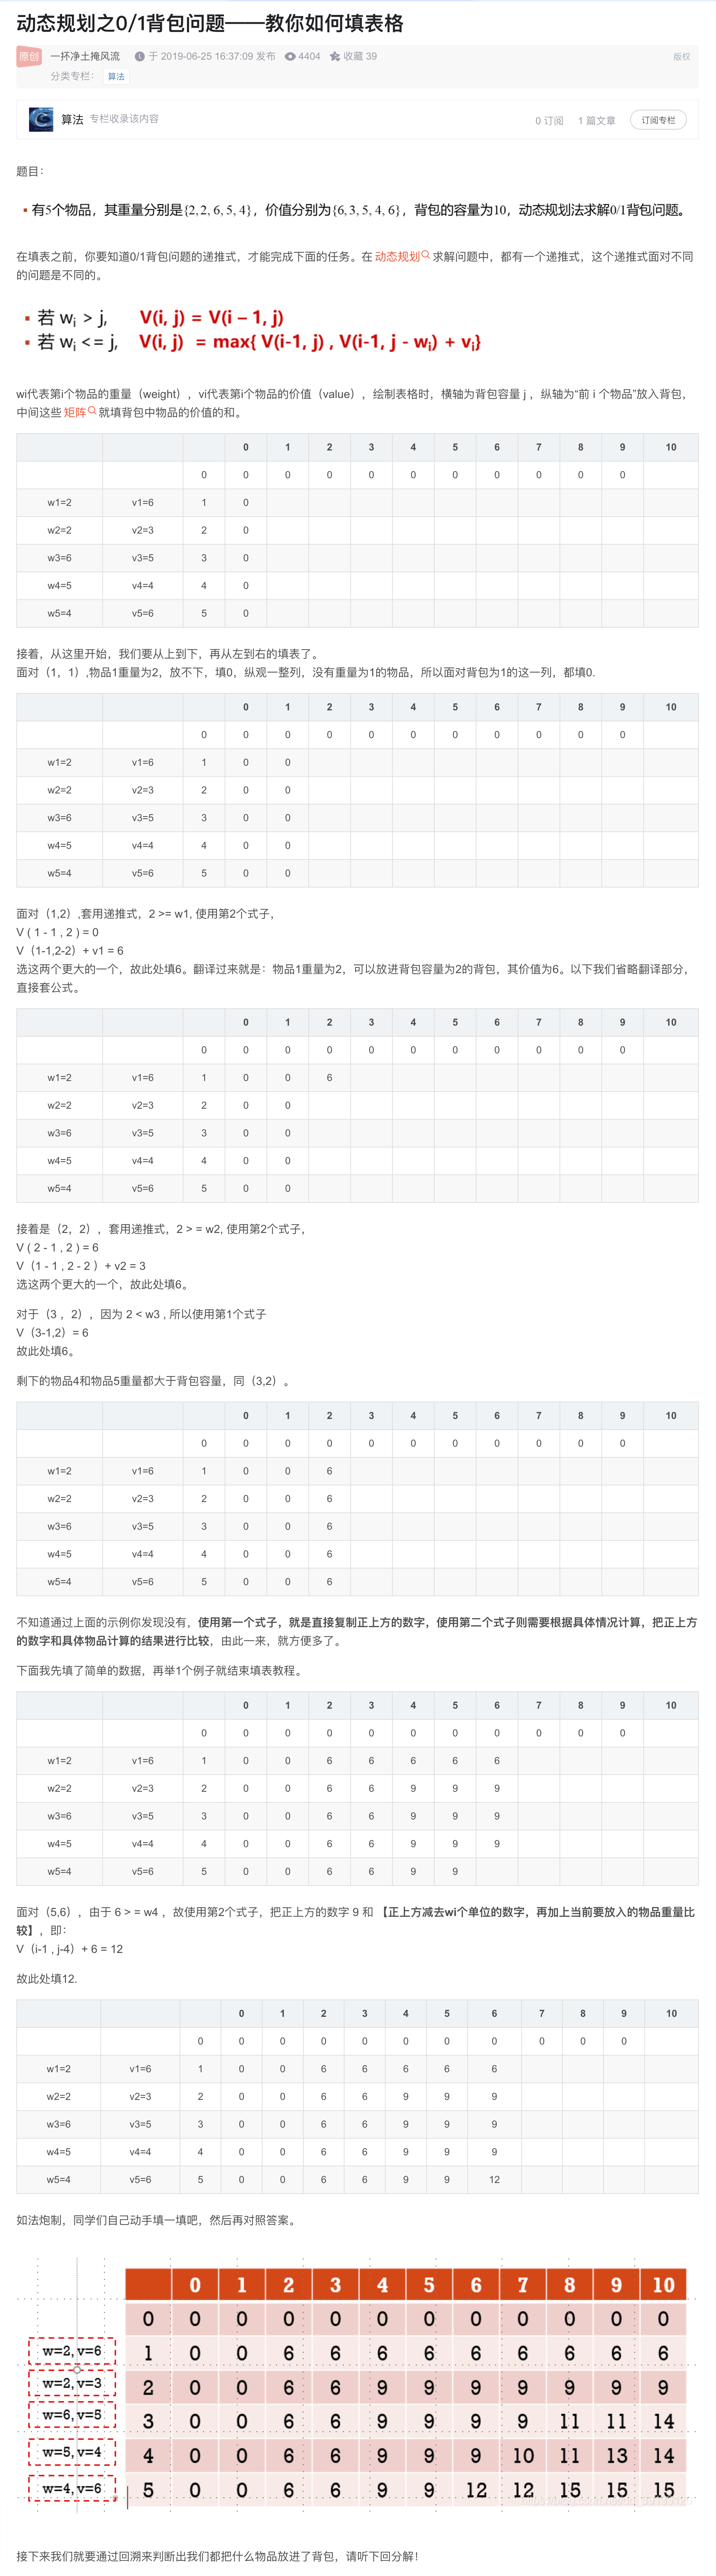 动态规划之0/1背包问题——教你如何填表格
原创 一抔净土掩风流 于 2019-06-25 16:37:09 发布 4404 收藏 39 版权
分类专栏： 算法
算法 专栏收录该内容 0 订阅 1 篇文章 订阅专栏
题目：
▪ 有5个物品，其重量分别是{2, 2, 6, 5, 4}，价值分别为{6, 3, 5, 4, 6}，背包的容量为10，动态规划法求解0/1背包问题。
在填表之前，你要知道0/1背包问题的递推式，才能完成下面的任务。在 动态规划 求解问题中，都有一个递推式，这个递推式面对不同
的问题是不同的。
▪ 若 wi > j, V(i, j) = V(i – 1, j)
▪ 若 wi <= j, V(i, j) = max{ V(i-1, j) , V(i-1, j - wi) + vi}
wi代表第i个物品的重量（weight），vi代表第i个物品的价值（value），绘制表格时，横轴为背包容量 j ，纵轴为“前 i 个物品”放入背包，
中间这些 矩阵 就填背包中物品的价值的和。
0 1 2 3 4 5 6 7 8 9 10
0 0 0 0 0 0 0 0 0 0 0
w1=2 v1=6 1 0
w2=2 v2=3 2 0
w3=6 v3=5 3 0
w4=5 v4=4 4 0
w5=4 v5=6 5 0
接着，从这里开始，我们要从上到下，再从左到右的填表了。
面对（1，1）,物品1重量为2，放不下，填0，纵观一整列，没有重量为1的物品，所以面对背包为1的这一列，都填0.
0 1 2 3 4 5 6 7 8 9 10
0 0 0 0 0 0 0 0 0 0 0
w1=2 v1=6 1 0 0
w2=2 v2=3 2 0 0
w3=6 v3=5 3 0 0
w4=5 v4=4 4 0 0
w5=4 v5=6 5 0 0
面对（1,2）,套用递推式，2 >= w1, 使用第2个式子，
V ( 1 - 1 , 2 ) = 0
V（1-1,2-2）+ v1 = 6
选这两个更大的一个，故此处填6。翻译过来就是：物品1重量为2，可以放进背包容量为2的背包，其价值为6。以下我们省略翻译部分，
直接套公式。
0 1 2 3 4 5 6 7 8 9 10
0 0 0 0 0 0 0 0 0 0 0
w1=2 v1=6 1 0 0 6
w2=2 v2=3 2 0 0
w3=6 v3=5 3 0 0
w4=5 v4=4 4 0 0
w5=4 v5=6 5 0 0
接着是（2，2），套用递推式，2 > = w2, 使用第2个式子，
V ( 2 - 1 , 2 ) = 6
V（1 - 1 , 2 - 2 ）+ v2 = 3
选这两个更大的一个，故此处填6。
对于（3 ，2），因为 2 < w3 , 所以使用第1个式子
V（3-1,2）= 6
故此处填6。
剩下的物品4和物品5重量都大于背包容量，同（3,2）。
0 1 2 3 4 5 6 7 8 9 10
0 0 0 0 0 0 0 0 0 0 0
w1=2 v1=6 1 0 0 6
w2=2 v2=3 2 0 0 6
w3=6 v3=5 3 0 0 6
w4=5 v4=4 4 0 0 6
w5=4 v5=6 5 0 0 6
不知道通过上面的示例你发现没有，使用第一个式子，就是直接复制正上方的数字，使用第二个式子则需要根据具体情况计算，把正上方
的数字和具体物品计算的结果进行比较，由此一来，就方便多了。
下面我先填了简单的数据，再举1个例子就结束填表教程。
0 1 2 3 4 5 6 7 8 9 10
0 0 0 0 0 0 0 0 0 0 0
w1=2 v1=6 1 0 0 6 6 6 6 6
w2=2 v2=3 2 0 0 6 6 9 9 9
w3=6 v3=5 3 0 0 6 6 9 9 9
w4=5 v4=4 4 0 0 6 6 9 9 9
w5=4 v5=6 5 0 0 6 6 9 9
面对（5,6），由于 6 > = w4 ，故使用第2个式子，把正上方的数字 9 和 【正上方减去wi个单位的数字，再加上当前要放入的物品重量比
较】，即：
V（i-1 , j-4）+ 6 = 12
故此处填12.
0 1 2 3 4 5 6 7 8 9 10
0 0 0 0 0 0 0 0 0 0 0
w1=2 v1=6 1 0 0 6 6 6 6 6
w2=2 v2=3 2 0 0 6 6 9 9 9
w3=6 v3=5 3 0 0 6 6 9 9 9
w4=5 v4=4 4 0 0 6 6 9 9 9
w5=4 v5=6 5 0 0 6 6 9 9 12
如法炮制，同学们自己动手填一填吧，然后再对照答案。
0 1 2 3 4 5 6 7 8 9 10
0 0 0 0 0 0 0 0 0 0 0 0
w=2, v=6 1 0 0 6 6 6 6 6 6 6 6 6
w=2, v=3 2 0 0 6 6 9 9 9 9 9 9 9
w=6, v=5 3 0 0 6 6 9 9 9 9 11 11 14
w=5, v=4 4 0 0 6 6 9 9 9 10 11 13 14
w=4, v=6 5 0 0 6 6 9 9 12 12 15 15 15
接下来我们就要通过回溯来判断出我们都把什么物品放进了背包，请听下回分解！